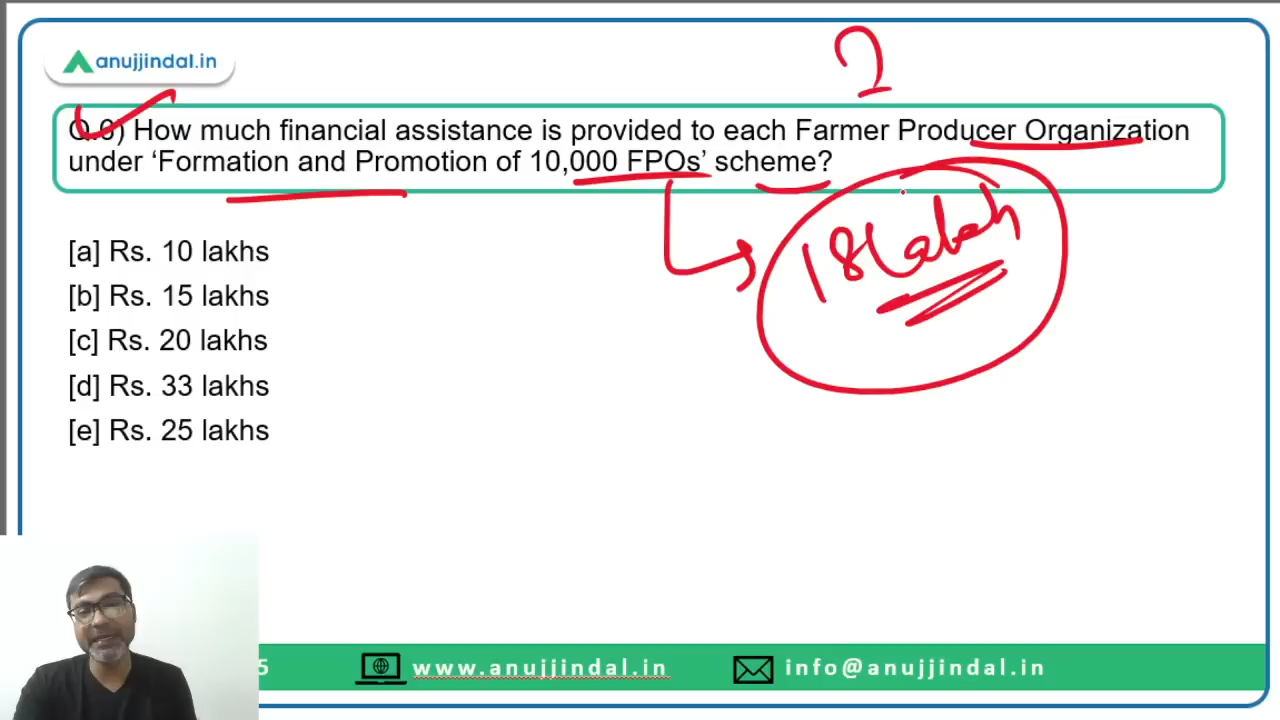 anujjindal.in
2
Q.6) How much financial assistance is provided to each Farmer Producer Organization
under ‘Formation and Promotion of 10,000 FPOs’ scheme?
18 Lakh
[a] Rs. 10 lakhs
[b] Rs. 15 lakhs
[c] Rs. 20 lakhs
[d] Rs. 33 lakhs
[e] Rs. 25 lakhs
5
www.anujjindal.in
info@anujjindal.in